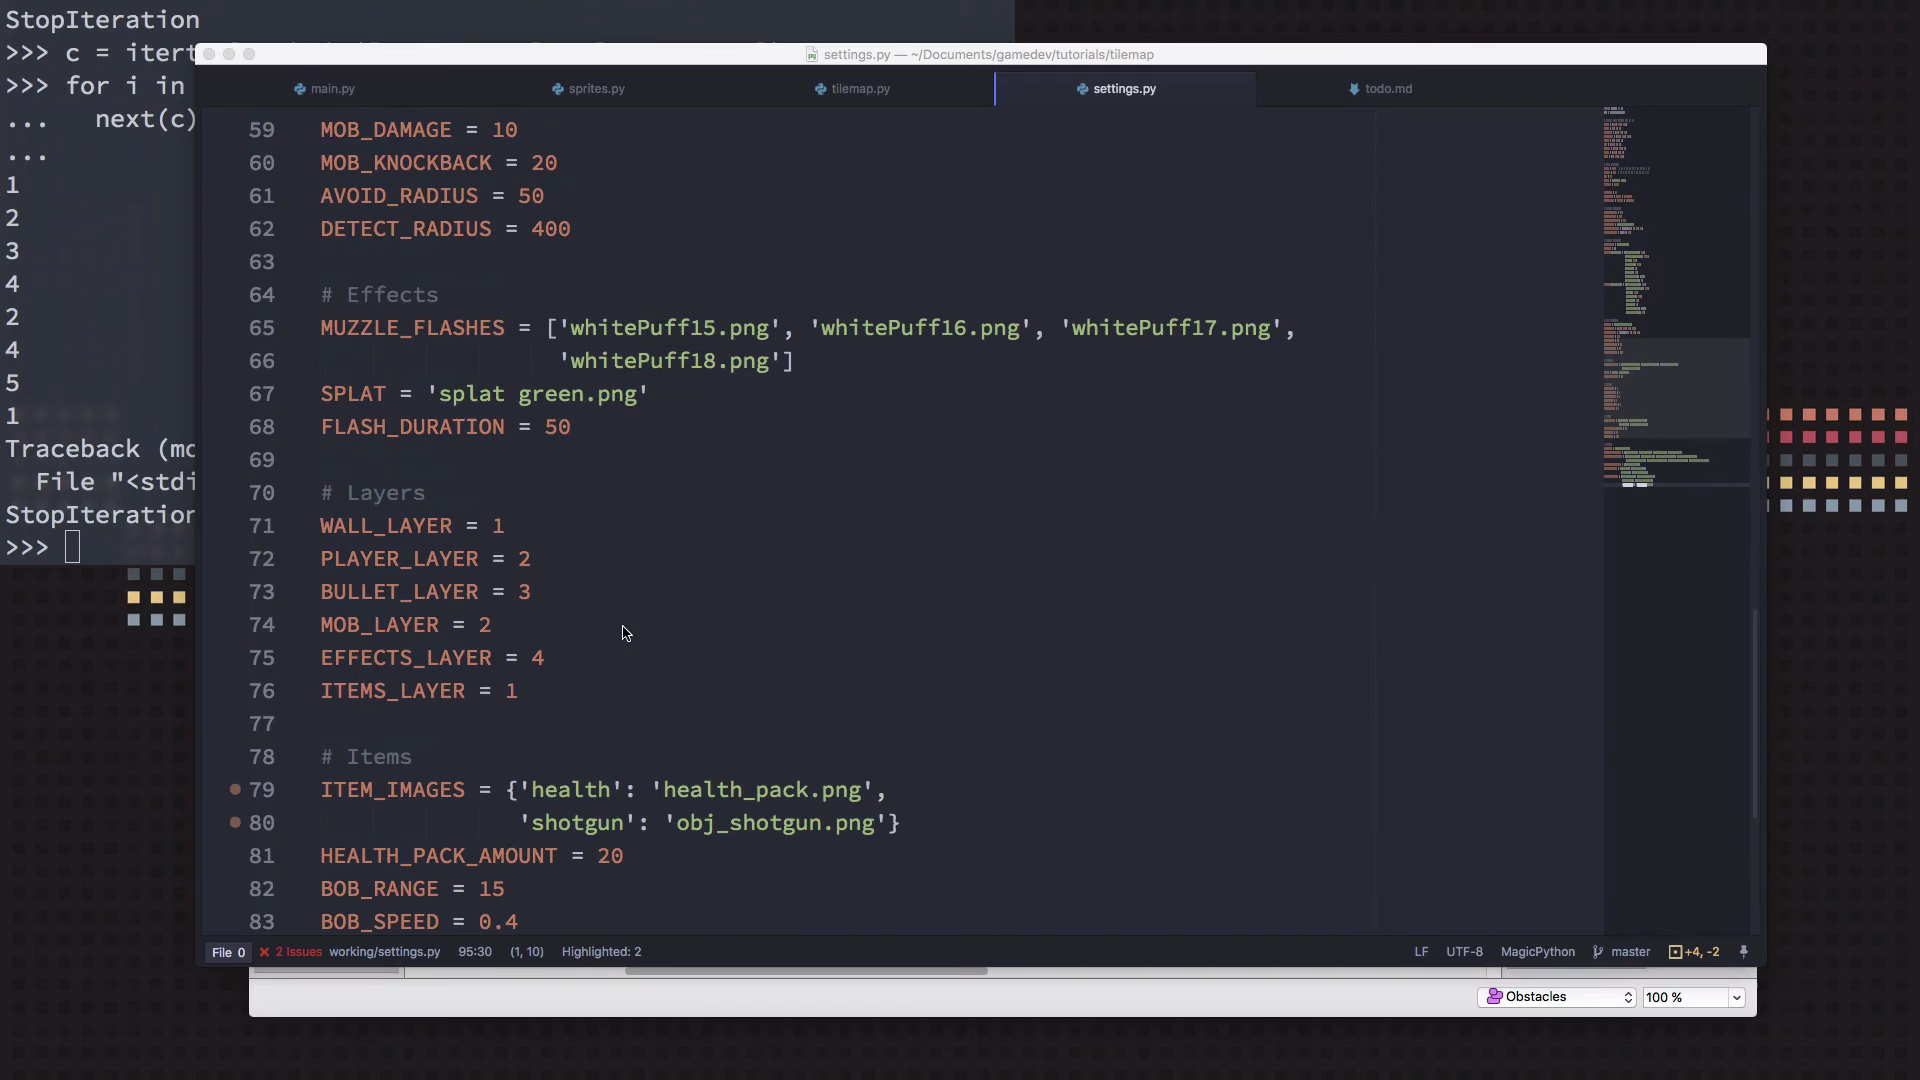 StopIteration
>>> c = itert
>>> for i in
...   next(c)
...
1
2
3
4
2
4
5
1
Traceback (mo
  File "<stdi
StopIteration
>>>
settings.py — ~/Documents/gamedev/tutorials/tilemap
main.py
sprites.py
tilemap.py
settings.py
todo.md
59 MOB_DAMAGE = 10
60 MOB_KNOCKBACK = 20
61 AVOID_RADIUS = 50
62 DETECT_RADIUS = 400
63
64 # Effects
65 MUZZLE_FLASHES = ['whitePuff15.png', 'whitePuff16.png', 'whitePuff17.png',
66 'whitePuff18.png']
67 SPLAT = 'splat green.png'
68 FLASH_DURATION = 50
69
70 # Layers
71 WALL_LAYER = 1
72 PLAYER_LAYER = 2
73 BULLET_LAYER = 3
74 MOB_LAYER = 2
75 EFFECTS_LAYER = 4
76 ITEMS_LAYER = 1
77
78 # Items
79 ITEM_IMAGES = {'health': 'health_pack.png',
80 'shotgun': 'obj_shotgun.png'}
81 HEALTH_PACK_AMOUNT = 20
82 BOB_RANGE = 15
83 BOB_SPEED = 0.4
File 0 2 Issues working/settings.py 95:30 (1, 10) Highlighted: 2 LF UTF-8 MagicPython master +4, -2
Obstacles 100 %